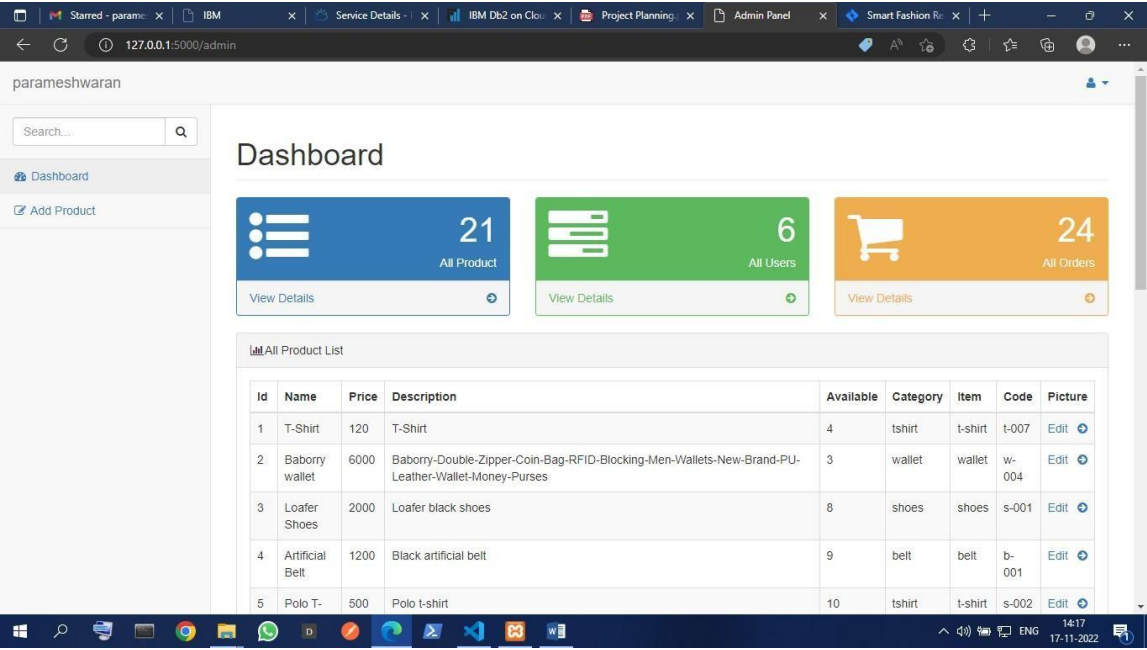 Starred - parame
IBM
Service Details - I
IBM Db2 on Clou
Project Planning.
Admin Panel
Smart Fashion Re
127.0.0.1:5000/admin
parameshwaran
Search...
Dashboard
Add Product
Dashboard
21
All Product
View Details
6
All Users
View Details
24
All Orders
View Details
All Product List
Id Name Price Description Available Category Item Code Picture
1 T-Shirt 120 T-Shirt 4 tshirt t-shirt t-007 Edit
2 Baborry 6000 Baborry-Double-Zipper-Coin-Bag-RFID-Blocking-Men-Wallets-New-Brand-PU- 3 wallet wallet w- Edit
wallet Leather-Wallet-Money-Purses 004
3 Loafer 2000 Loafer black shoes 8 shoes shoes s-001 Edit
Shoes
4 Artificial 1200 Black artificial belt 9 belt belt b- Edit
Belt 001
5 Polo T- 500 Polo t-shirt 10 tshirt t-shirt s-002 Edit
ENG
14:17
17-11-2022